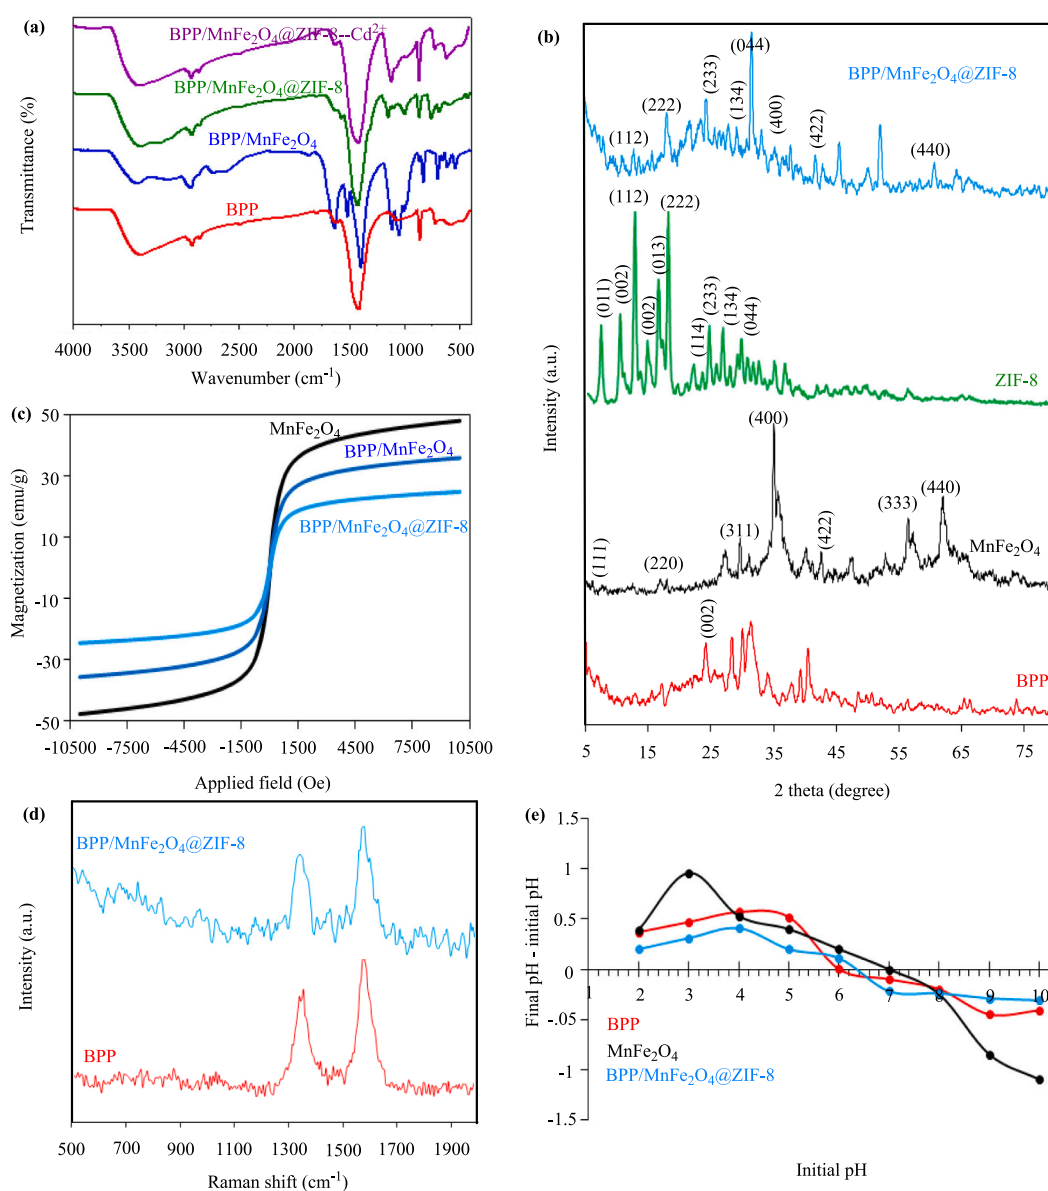 (a)
BPP/MnFe₂O₄@ZIF-8--Cd²⁺
BPP/MnFe₂O₄@ZIF-8
BPP/MnFe₂O₄
BPP
Transmittance (%)
4000 3500 3000 2500 2000 1500 1000 500
Wavenumber (cm⁻¹)
(b)
BPP/MnFe₂O₄@ZIF-8
(112)
(222)
(233)
(134)
(044)
(400)
(422)
(440)
(011)
(002)
(112)
(002)
(013)
(222)
(114)
(233)
(134)
(044)
ZIF-8
(111)
(220)
(311)
(400)
(422)
(333)
(440)
MnFe₂O₄
(002)
BPP
Intensity (a.u.)
5 15 25 35 45 55 65 75
2 theta (degree)
(c)
50
30
10
-10
-30
-50
MnFe₂O₄
BPP/MnFe₂O₄
BPP/MnFe₂O₄@ZIF-8
Magnetization (emu/g)
-10500 -7500 -4500 -1500 1500 4500 7500 10500
Applied field (Oe)
(d)
BPP/MnFe₂O₄@ZIF-8
BPP
Intensity (a.u.)
500 700 900 1100 1300 1500 1700 1900
Raman shift (cm⁻¹)
(e)
1.5
1
0.5
0
-.05
-1
-1.5
Final pH - initial pH
1 2 3 4 5 6 7 8 9 10
BPP
MnFe₂O₄
BPP/MnFe₂O₄@ZIF-8
Initial pH